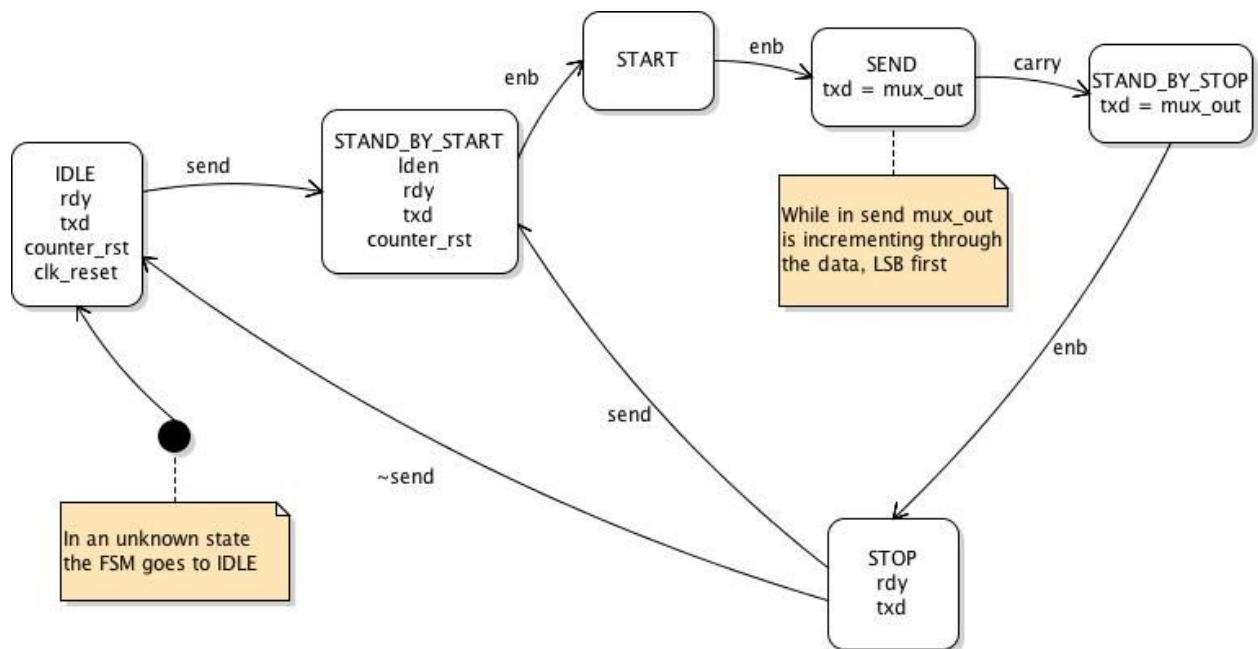 START
enb
SEND
txd = mux_out
carry
STAND_BY_STOP
txd = mux_out
enb
STAND_BY_START
lden
rdy
txd
counter_rst
send
IDLE
rdy
txd
counter_rst
clk_reset
While in send mux_out
is incrementing through
the data, LSB first
enb
send
~send
In an unknown state
the FSM goes to IDLE
STOP
rdy
txd